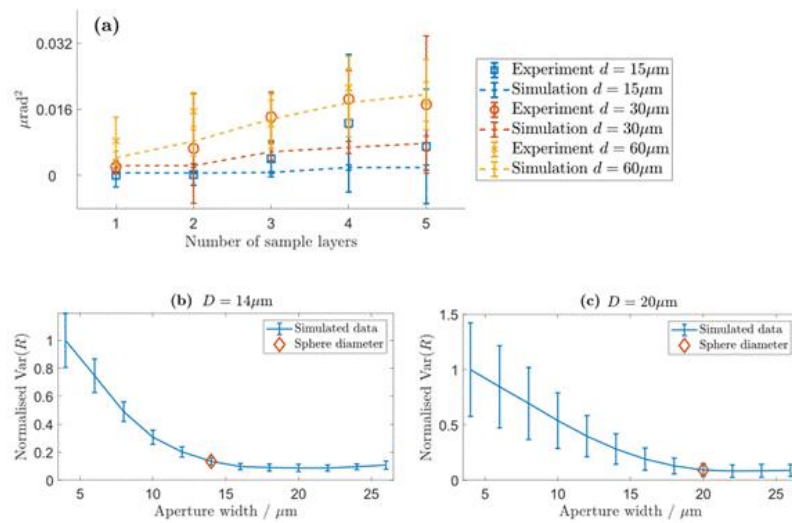 (a)
0.032
0.016
0
μrad²
1 2 3 4 5
Number of sample layers
Experiment d = 15μm
Simulation d = 15μm
Experiment d = 30μm
Simulation d = 30μm
Experiment d = 60μm
Simulation d = 60μm
(b) D = 14μm
Simulated data
Sphere diameter
1
0.8
0.6
0.4
0.2
0
Normalised Var(R)
5 10 15 20 25
Aperture width / μm
(c) D = 20μm
Simulated data
Sphere diameter
1.5
1
0.5
0
Normalised Var(R)
5 10 15 20 25
Aperture width / μm